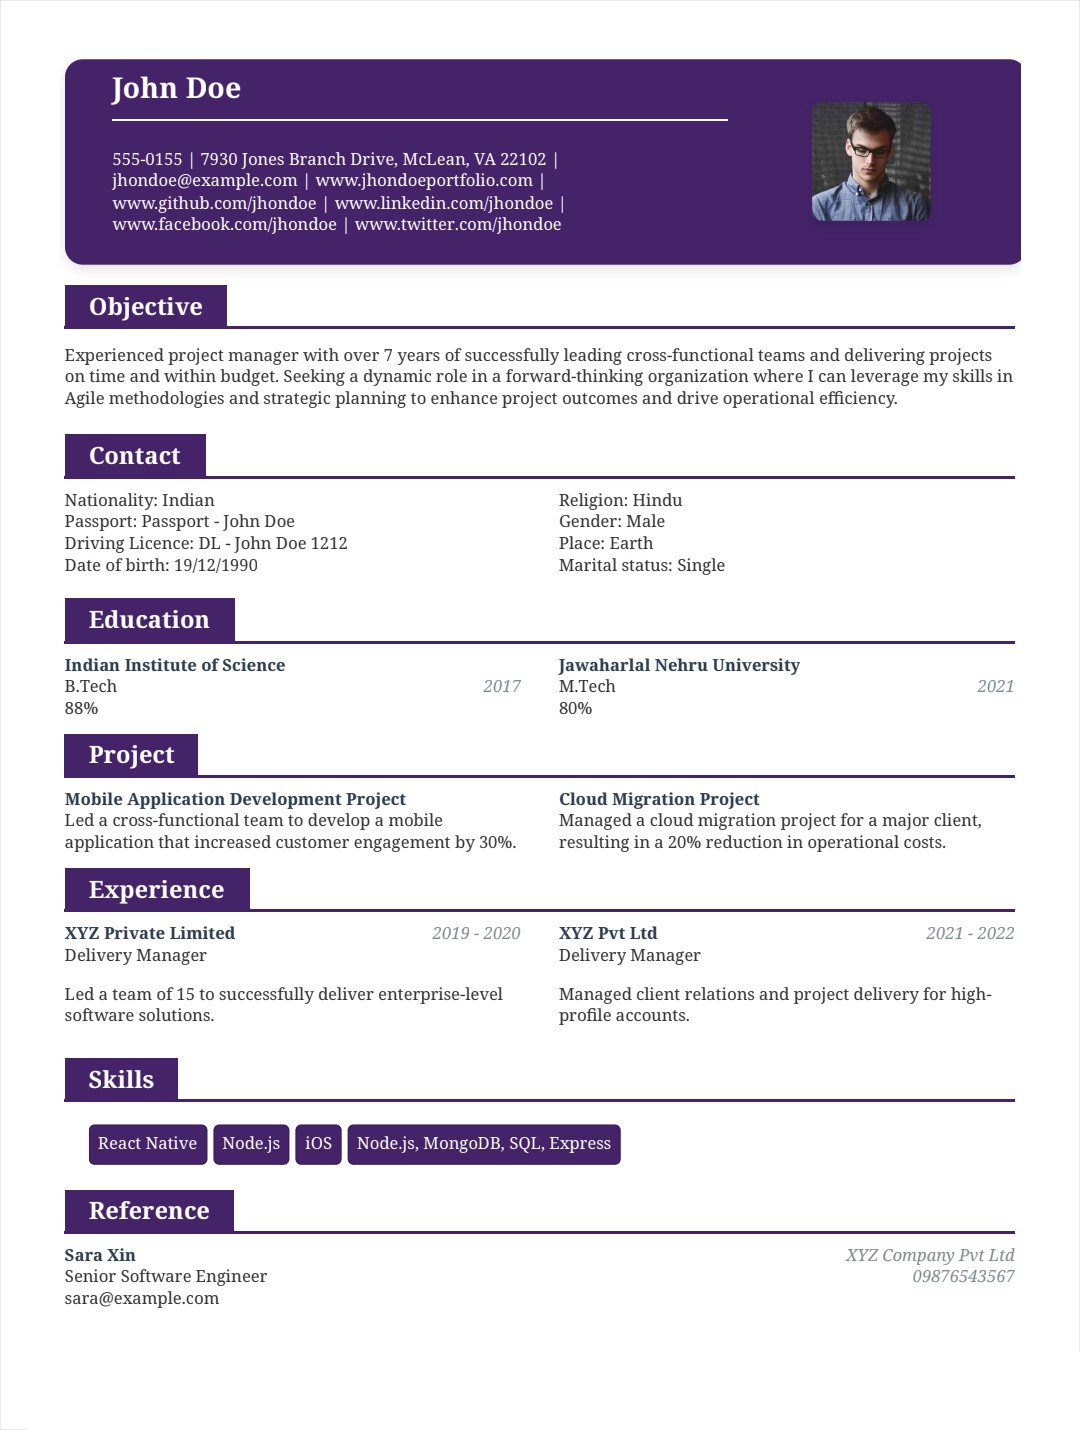 John Doe
555-0155 | 7930 Jones Branch Drive, McLean, VA 22102 |
jhondoe@example.com | www.jhondoeportfolio.com |
www.github.com/jhondoe | www.linkedin.com/jhondoe |
www.facebook.com/jhondoe | www.twitter.com/jhondoe
Objective
Experienced project manager with over 7 years of successfully leading cross-functional teams and delivering projects
on time and within budget. Seeking a dynamic role in a forward-thinking organization where I can leverage my skills in
Agile methodologies and strategic planning to enhance project outcomes and drive operational efficiency.
Contact
Nationality: Indian
Passport: Passport - John Doe
Driving Licence: DL - John Doe 1212
Date of birth: 19/12/1990
Religion: Hindu
Gender: Male
Place: Earth
Marital status: Single
Education
Indian Institute of Science
B.Tech 2017
88%
Jawaharlal Nehru University
M.Tech 2021
80%
Project
Mobile Application Development Project
Led a cross-functional team to develop a mobile
application that increased customer engagement by 30%.
Cloud Migration Project
Managed a cloud migration project for a major client,
resulting in a 20% reduction in operational costs.
Experience
XYZ Private Limited 2019 - 2020
Delivery Manager
Led a team of 15 to successfully deliver enterprise-level
software solutions.
XYZ Pvt Ltd 2021 - 2022
Delivery Manager
Managed client relations and project delivery for high-
profile accounts.
Skills
React Native Node.js iOS Node.js, MongoDB, SQL, Express
Reference
Sara Xin XYZ Company Pvt Ltd
Senior Software Engineer 09876543567
sara@example.com